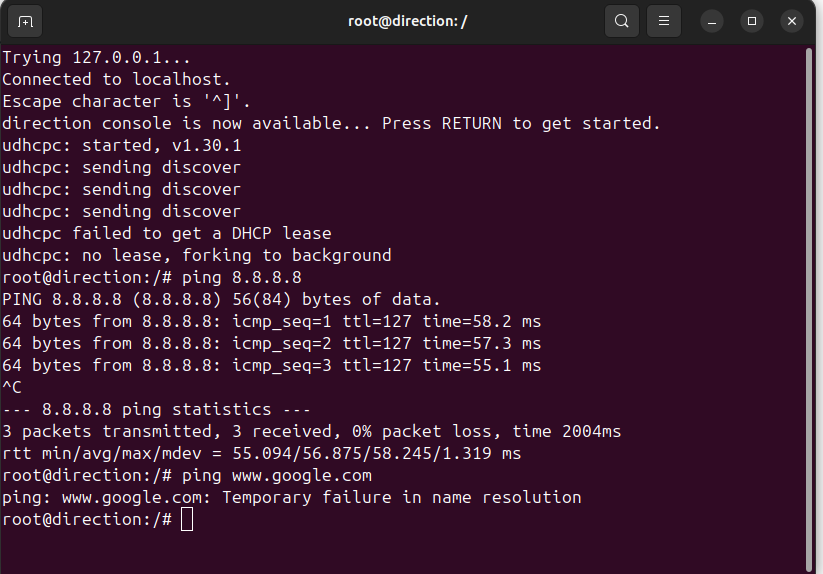 root@direction: /
Trying 127.0.0.1...
Connected to localhost.
Escape character is '^]'.
direction console is now available... Press RETURN to get started.
udhcpc: started, v1.30.1
udhcpc: sending discover
udhcpc: sending discover
udhcpc: sending discover
udhcpc failed to get a DHCP lease
udhcpc: no lease, forking to background
root@direction:/# ping 8.8.8.8
PING 8.8.8.8 (8.8.8.8) 56(84) bytes of data.
64 bytes from 8.8.8.8: icmp_seq=1 ttl=127 time=58.2 ms
64 bytes from 8.8.8.8: icmp_seq=2 ttl=127 time=57.3 ms
64 bytes from 8.8.8.8: icmp_seq=3 ttl=127 time=55.1 ms
^C
--- 8.8.8.8 ping statistics ---
3 packets transmitted, 3 received, 0% packet loss, time 2004ms
rtt min/avg/max/mdev = 55.094/56.875/58.245/1.319 ms
root@direction:/# ping www.google.com
ping: www.google.com: Temporary failure in name resolution
root@direction:/#